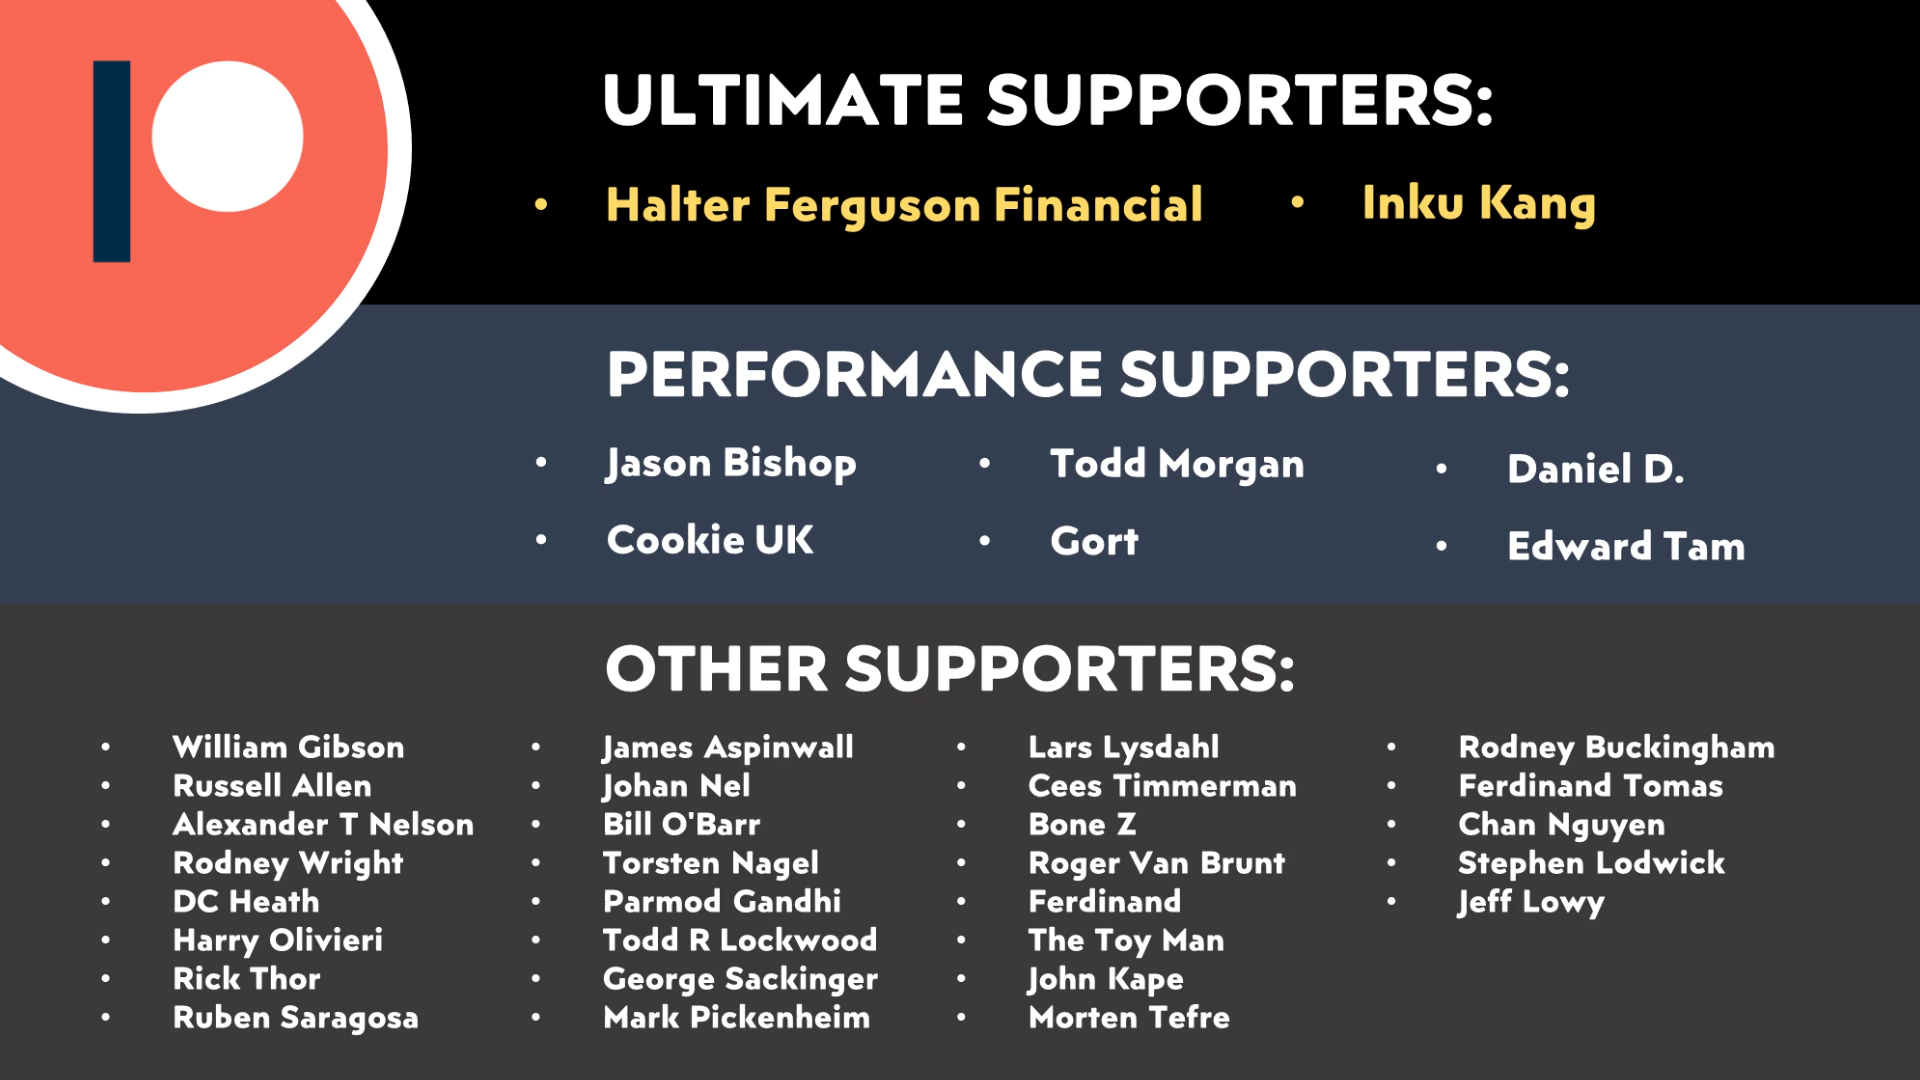 ULTIMATE SUPPORTERS:
• Halter Ferguson Financial • Inku Kang
PERFORMANCE SUPPORTERS:
• Jason Bishop • Todd Morgan • Daniel D.
• Cookie UK • Gort • Edward Tam
OTHER SUPPORTERS:
• William Gibson
• Russell Allen
• Alexander T Nelson
• Rodney Wright
• DC Heath
• Harry Olivieri
• Rick Thor
• Ruben Saragosa
• James Aspinwall
• Johan Nel
• Bill O'Barr
• Torsten Nagel
• Parmod Gandhi
• Todd R Lockwood
• George Sackinger
• Mark Pickenheim
• Lars Lysdahl
• Cees Timmerman
• Bone Z
• Roger Van Brunt
• Ferdinand
• The Toy Man
• John Kape
• Morten Tefre
• Rodney Buckingham
• Ferdinand Tomas
• Chan Nguyen
• Stephen Lodwick
• Jeff Lowy